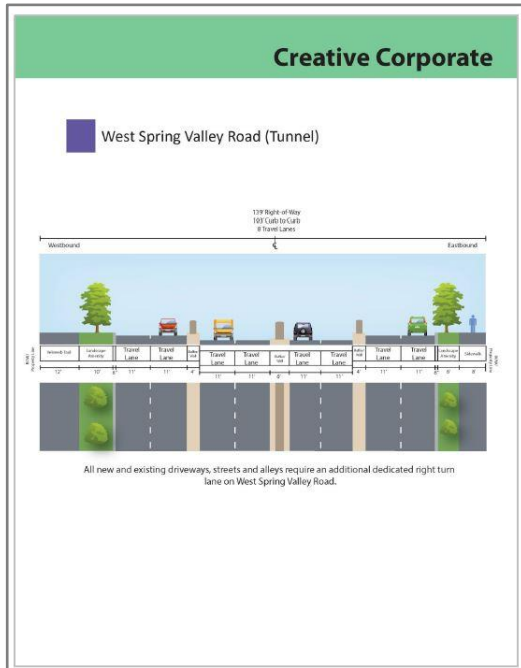 Creative Corporate
West Spring Valley Road (Tunnel)
139' Right-of-Way
103' Curb to Curb
8 Travel Lanes
Westbound
Eastbound
Travel Lane
Travel Lane
Travel Lane
Travel Lane
Travel Lane
Travel Lane
Travel Lane
Travel Lane
Sidewalk
12'
10'
6"
11'
11'
4'
11'
11'
11'
11'
4'
11'
11'
All new and existing driveways, streets and alleys require an additional dedicated right turn
lane on West Spring Valley Road.